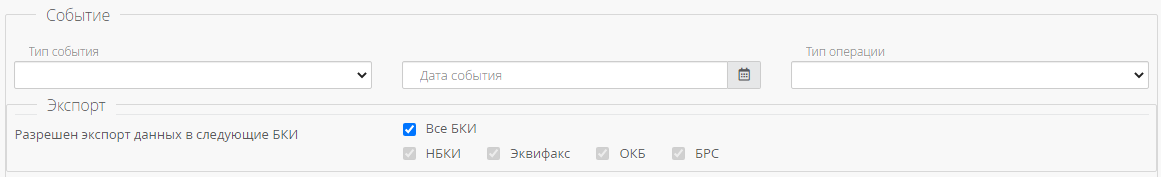 Событие
Тип события
Тип операции
Дата события
Экспорт
Разрешен экспорт данных в следующие БКИ
Все БКИ
НБКИ Эквифакс ОКБ БРС